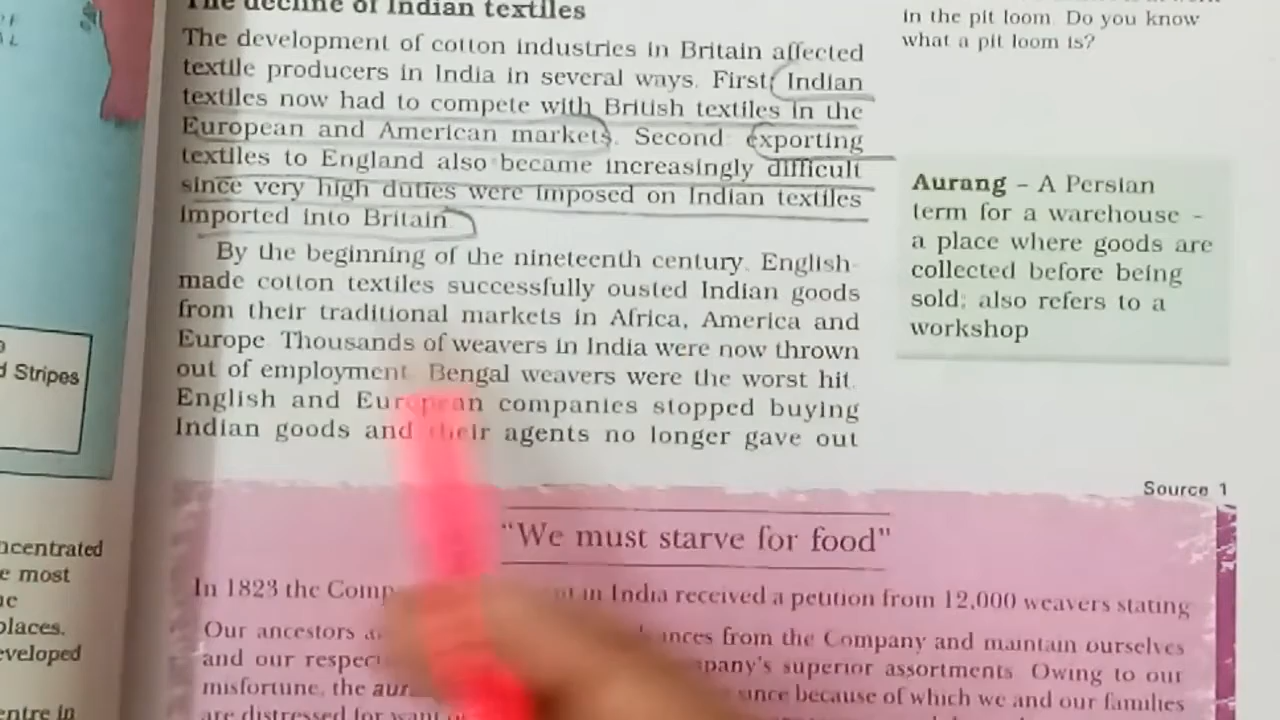 The decline of Indian textiles
The development of cotton industries in Britain affected
textile producers in India in several ways. First: Indian
textiles now had to compete with British textiles in the
European and American markets. Second exporting
textiles to England also became increasingly difficult
since very high duties were imposed on Indian textiles
imported into Britain
By the beginning of the nineteenth century, English-
made cotton textiles successfully ousted Indian goods
from their traditional markets in Africa, America and
Europe Thousands of weavers in India were now thrown
out of employment. Bengal weavers were the worst hit.
English and European companies stopped buying
Indian goods and their agents no longer gave out
in the pit loom. Do you know
what a pit loom is?
Aurang – A Persian
term for a warehouse –
a place where goods are
collected before being
sold; also refers to a
workshop
Source 1
"We must starve for food"
In 1823 the in India received a petition from 12,000 weavers stating
Our ancestors from the Company and maintain ourselves
and our superior assortments. Owing to our
misfortune, the since because of which we and our families
are distressed for want
Stripes
most
places.
in